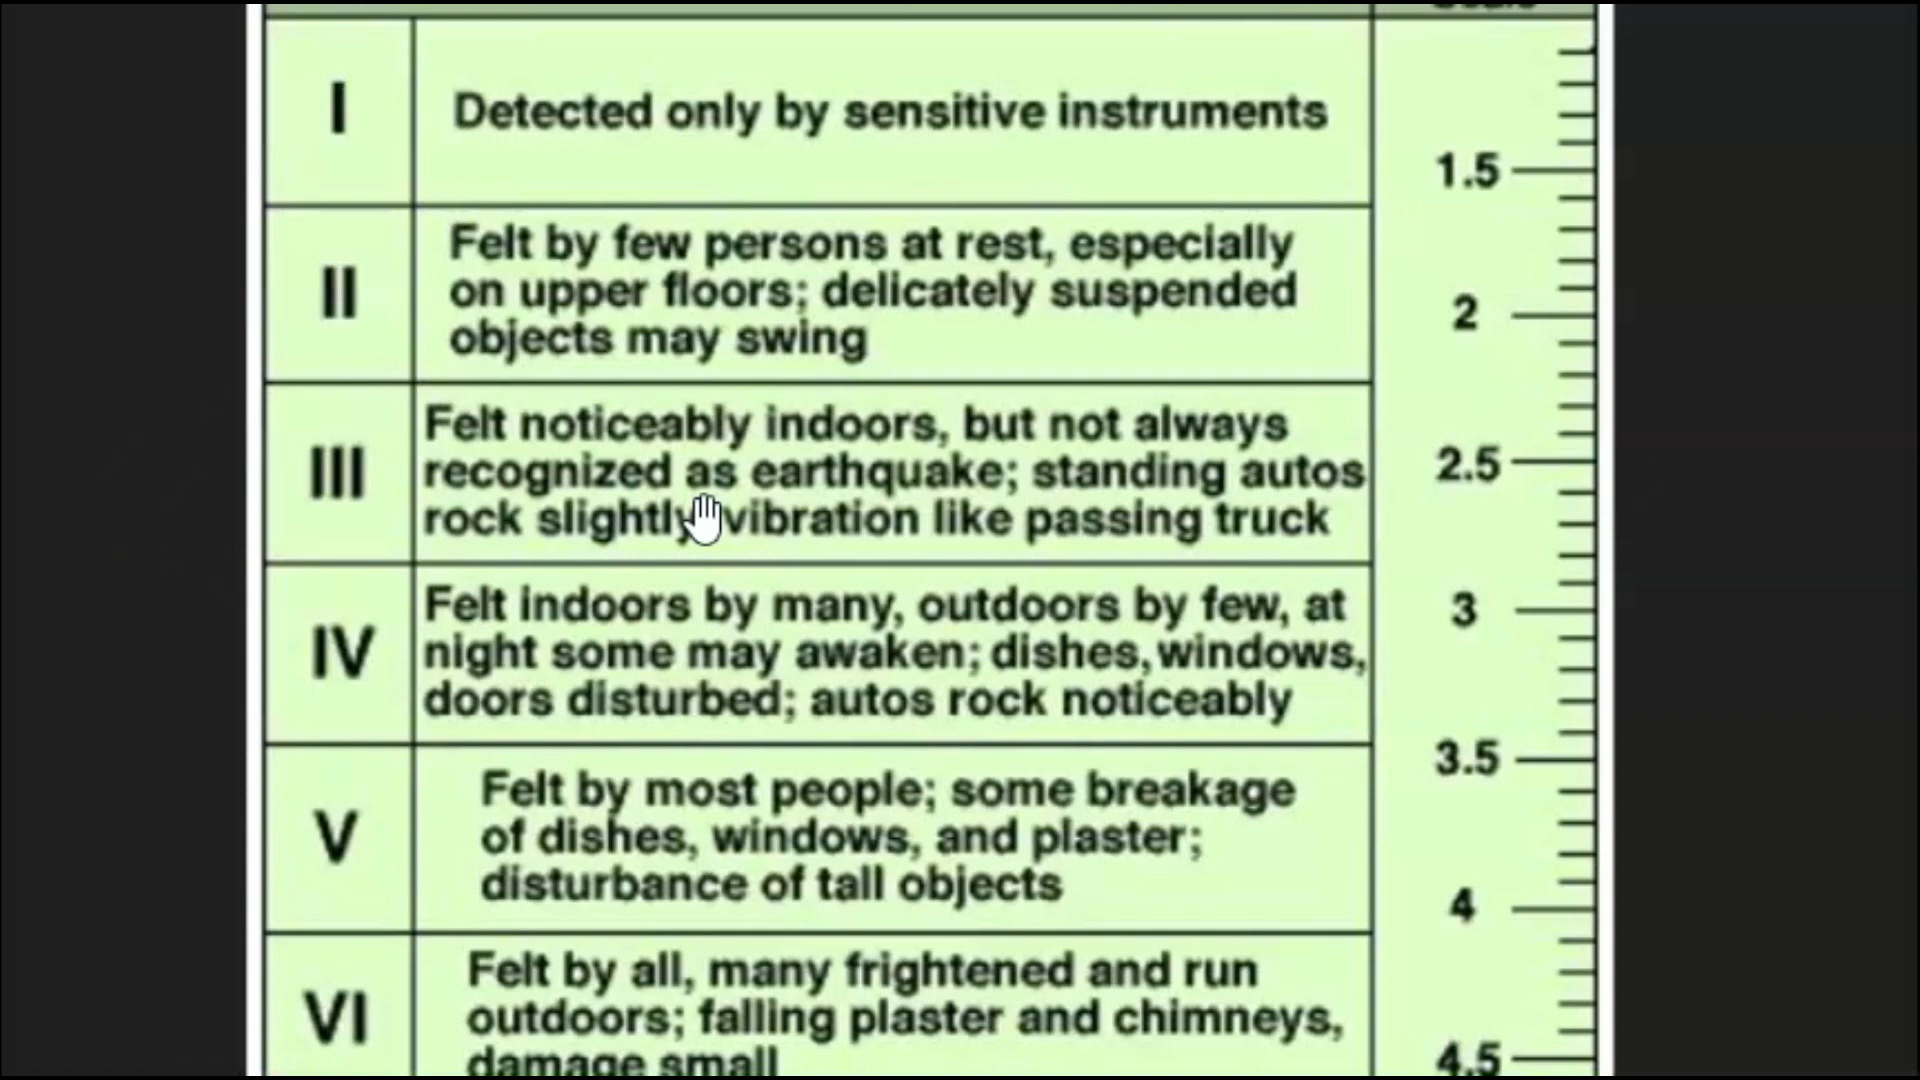 I
Detected only by sensitive instruments
1.5
II
Felt by few persons at rest, especially
on upper floors; delicately suspended
objects may swing
2
III
Felt noticeably indoors, but not always
recognized as earthquake; standing autos
rock slightly vibration like passing truck
2.5
IV
Felt indoors by many, outdoors by few, at
night some may awaken; dishes, windows,
doors disturbed; autos rock noticeably
3
3.5
V
Felt by most people; some breakage
of dishes, windows, and plaster;
disturbance of tall objects
4
VI
Felt by all, many frightened and run
outdoors; falling plaster and chimneys,
damage small
4.5